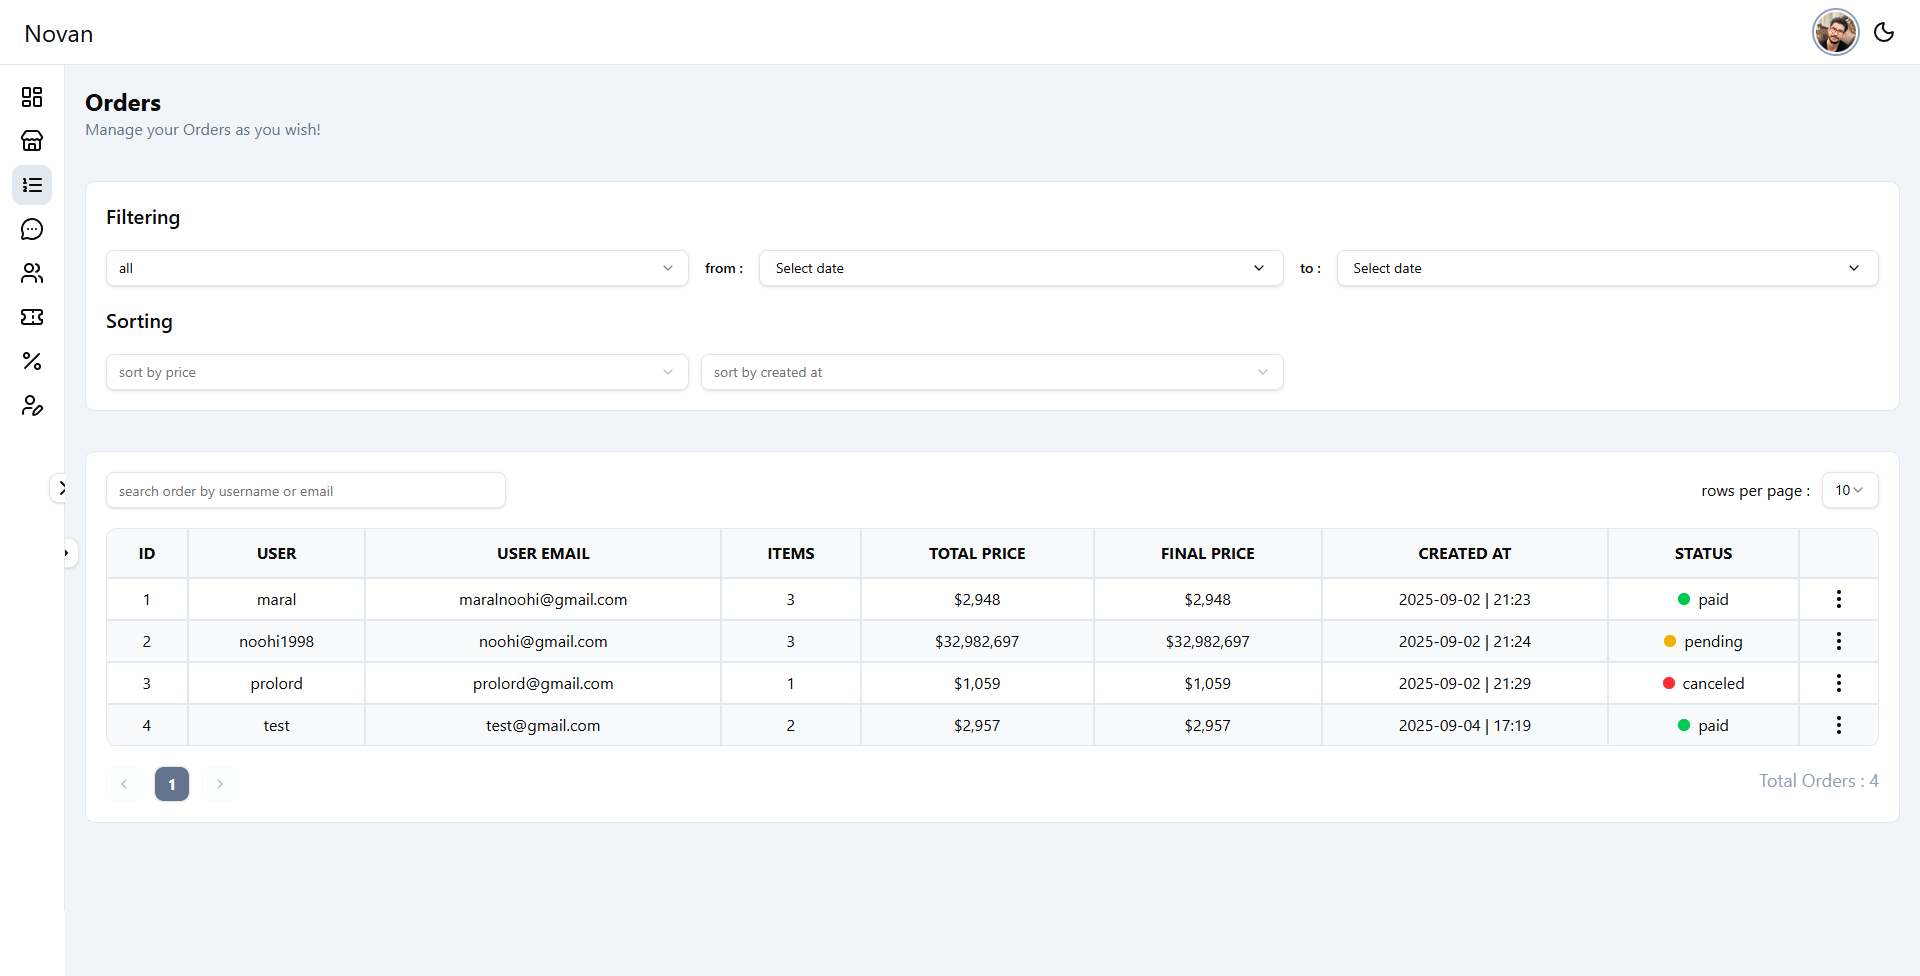 Novan
Orders
Manage your Orders as you wish!
Filtering
all from : Select date to : Select date
Sorting
sort by price sort by created at
search order by username or email rows per page : 10
ID USER USER EMAIL ITEMS TOTAL PRICE FINAL PRICE CREATED AT STATUS
1 maral maralnoohi@gmail.com 3 $2,948 $2,948 2025-09-02 | 21:23 paid
2 noohi1998 noohi@gmail.com 3 $32,982,697 $32,982,697 2025-09-02 | 21:24 pending
3 prolord prolord@gmail.com 1 $1,059 $1,059 2025-09-02 | 21:29 canceled
4 test test@gmail.com 2 $2,957 $2,957 2025-09-04 | 17:19 paid
1 Total Orders : 4